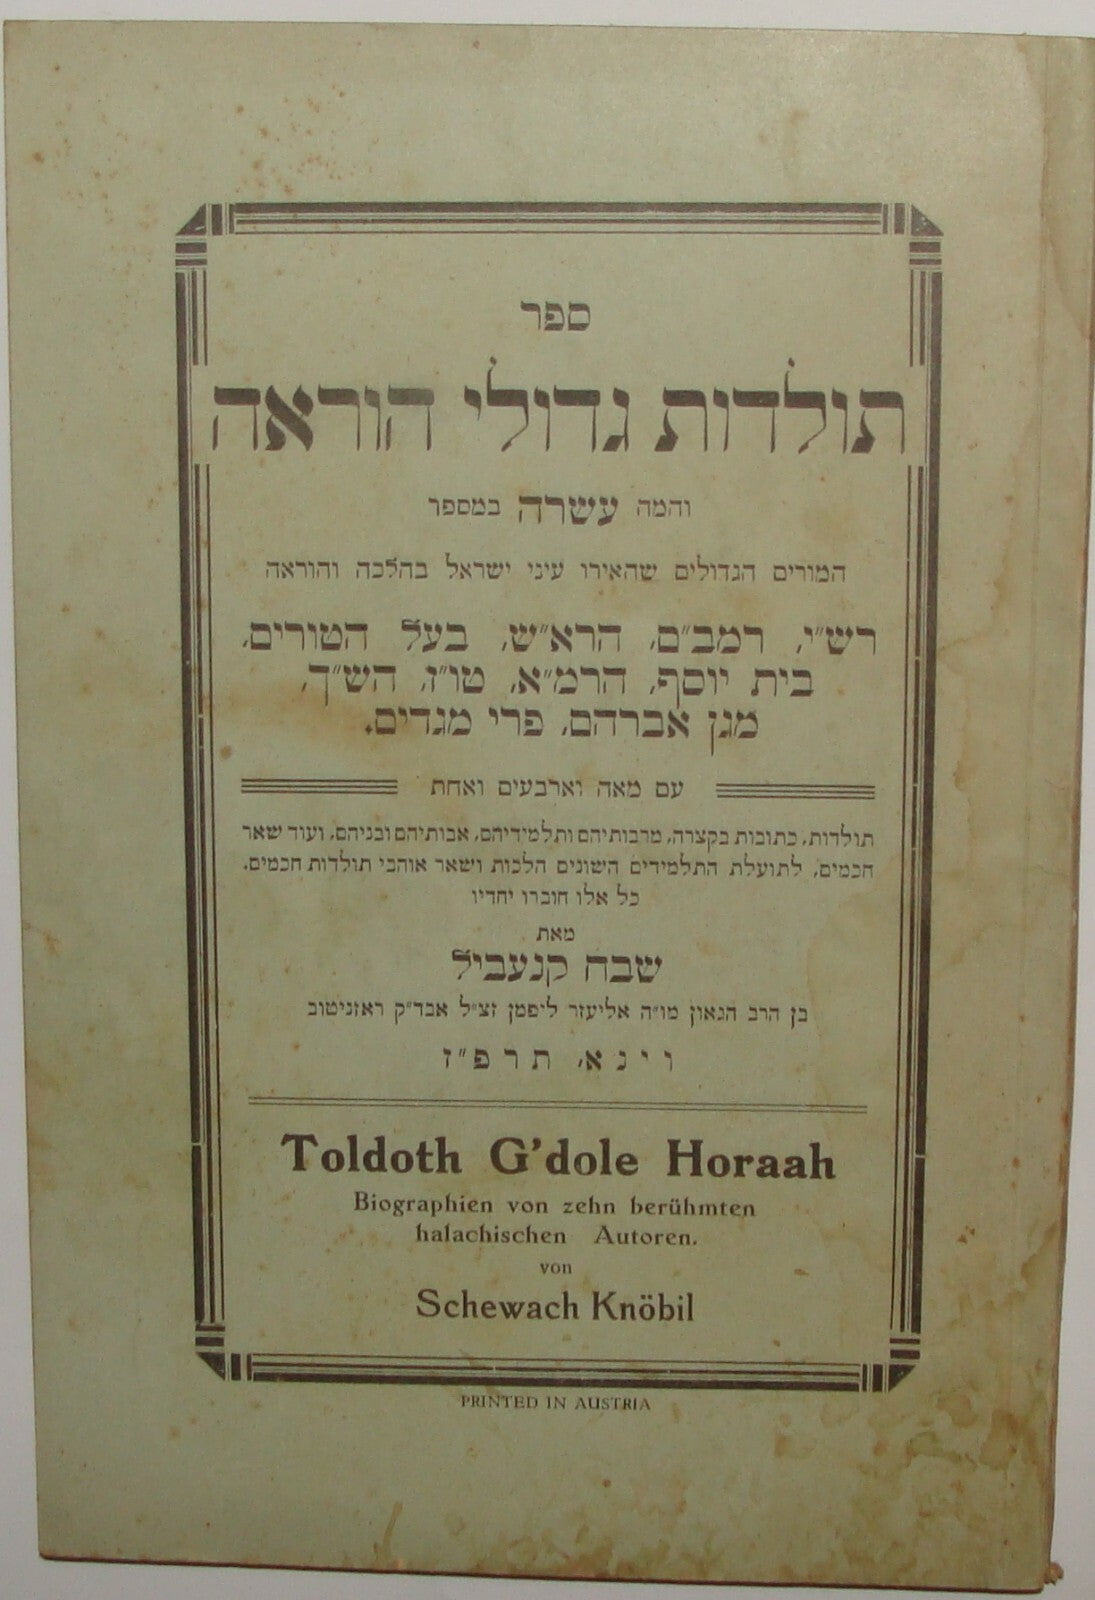 ספר
תולדות גדולי הוראה
והמה עשרה במספר
המורים הגדולים שהאירו עיני ישראל בהלכה והוראה
רש״י, רמב״ם, הרא״ש, בעל הטורים,
בית יוסף, הרמ״א, טו״ז, הש״ך,
מגן אברהם, פרי מגדים.
עם מאה וארבעים ואחת
תולדות, כתובות בקצרה, מרבותיהם ותלמידיהם, אבותיהם ובניהם, ועוד שאר
חכמים, לתועלת התלמידים השונים הלכות ושאר אוהבי תולדות חכמים.
כל אלו חוברו יחדיו
מאת
שבח קנעביל
בן הרב הגאון מו״ה אליעזר ליפמן זצ״ל אבד״ק ראזניטוב
וינא, תרפ״ז
Toldoth G'dole Horaah
Biographien von zehn berühmten
halachischen Autoren.
von
Schewach Knöbil
PRINTED IN AUSTRIA